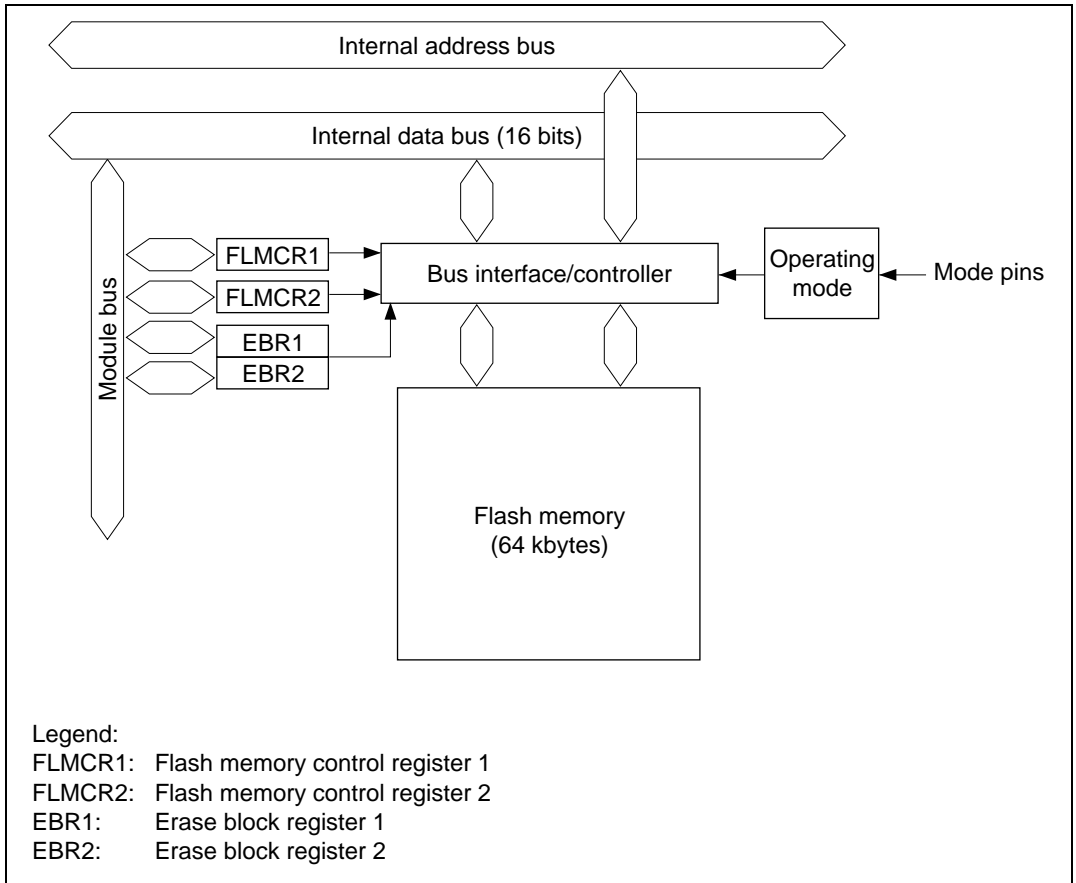 Internal address bus
Internal data bus (16 bits)
Module bus
FLMCR1
FLMCR2
EBR1
EBR2
Bus interface/controller
Operating
mode
Mode pins
Flash memory
(64 kbytes)
Legend:
FLMCR1: Flash memory control register 1
FLMCR2: Flash memory control register 2
EBR1: Erase block register 1
EBR2: Erase block register 2